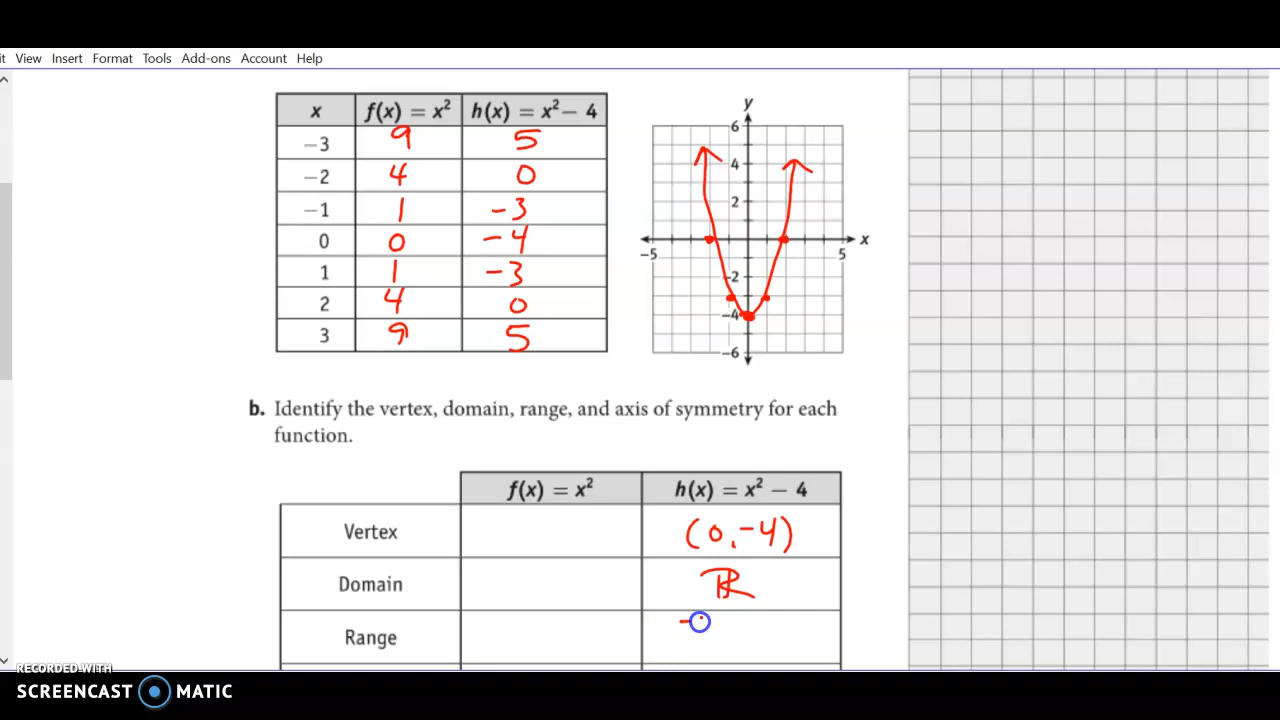 it View Insert Format Tools Add-ons Account Help
x f(x) = x² h(x) = x² − 4
−3 9 5
−2 4 0
−1 1 −3
0 0 −4
1 1 −3
2 4 0
3 9 5
y
6
4
2
−5 5 x
−2
−4
−6
b. Identify the vertex, domain, range, and axis of symmetry for each
function.
f(x) = x² h(x) = x² − 4
Vertex (0, −4)
Domain ℝ
Range −
RECORDED WITH
SCREENCAST MATIC